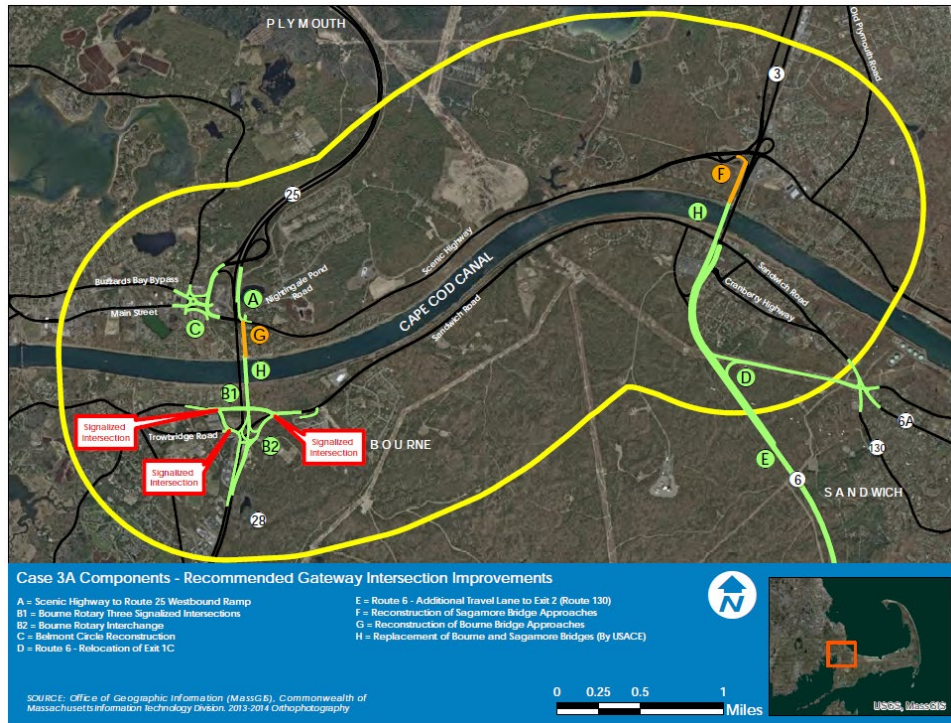 PLYMOUTH
Old Plymouth Road
3
F
25
H
Scenic Highway
Buzzards Bay Bypass
A
Nightingale Pond
Road
Main Street
C
G
CAPE COD CANAL
Sandwich Road
Sandwich Road
Cranberry Highway
H
D
B1
Signalized
Intersection
Trowbridge Road
Signalized
Intersection
B2
Signalized
Intersection
BOURNE
6A
130
E
6
SANDWICH
28
Case 3A Components - Recommended Gateway Intersection Improvements
A = Scenic Highway to Route 25 Westbound Ramp
B1 = Bourne Rotary Three Signalized Intersections
B2 = Bourne Rotary Interchange
C = Belmont Circle Reconstruction
D = Route 6 - Relocation of Exit 1C
E = Route 6 - Additional Travel Lane to Exit 2 (Route 130)
F = Reconstruction of Sagamore Bridge Approaches
G = Reconstruction of Bourne Bridge Approaches
H = Replacement of Bourne and Sagamore Bridges (By USACE)
N
SOURCE: Office of Geographic Information (MassGIS), Commonwealth of
Massachusetts Information Technology Division. 2013-2014 Orthophotography
0 0.25 0.5 1
Miles
USGS, MassGIS